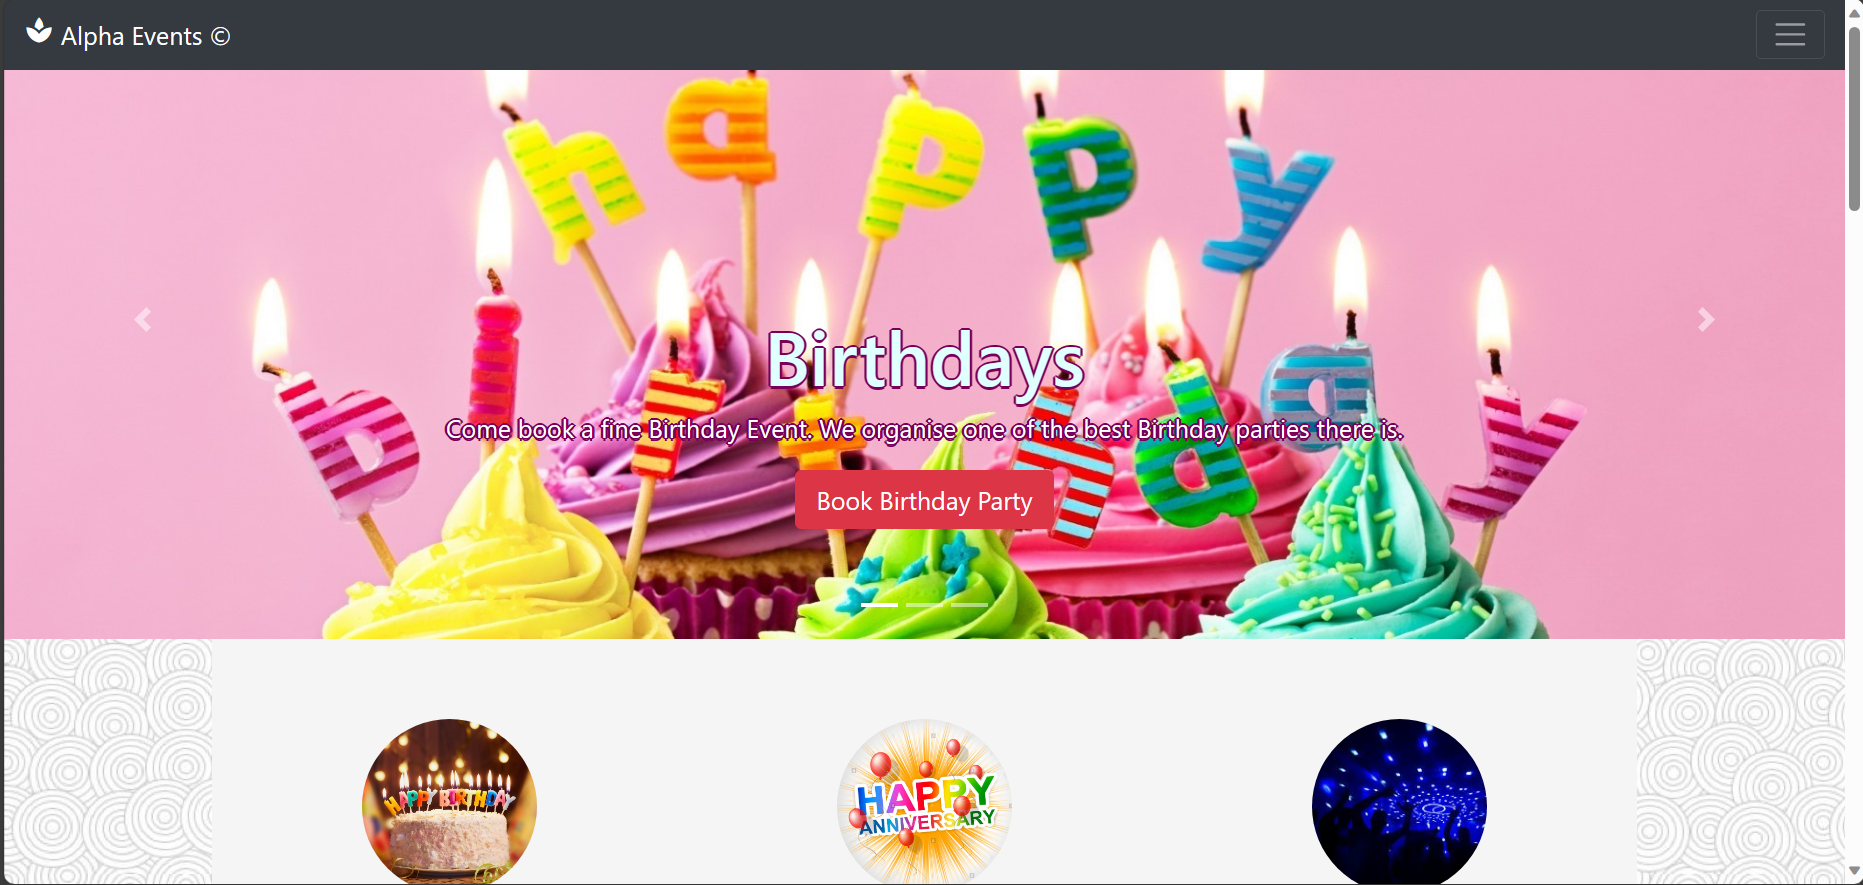 Alpha Events ©
happy
birthday
Birthdays
Come book a fine Birthday Event. We organise one of the best Birthday parties there is.
Book Birthday Party
HAPPY BIRTHDAY
HAPPY
ANNIVERSARY